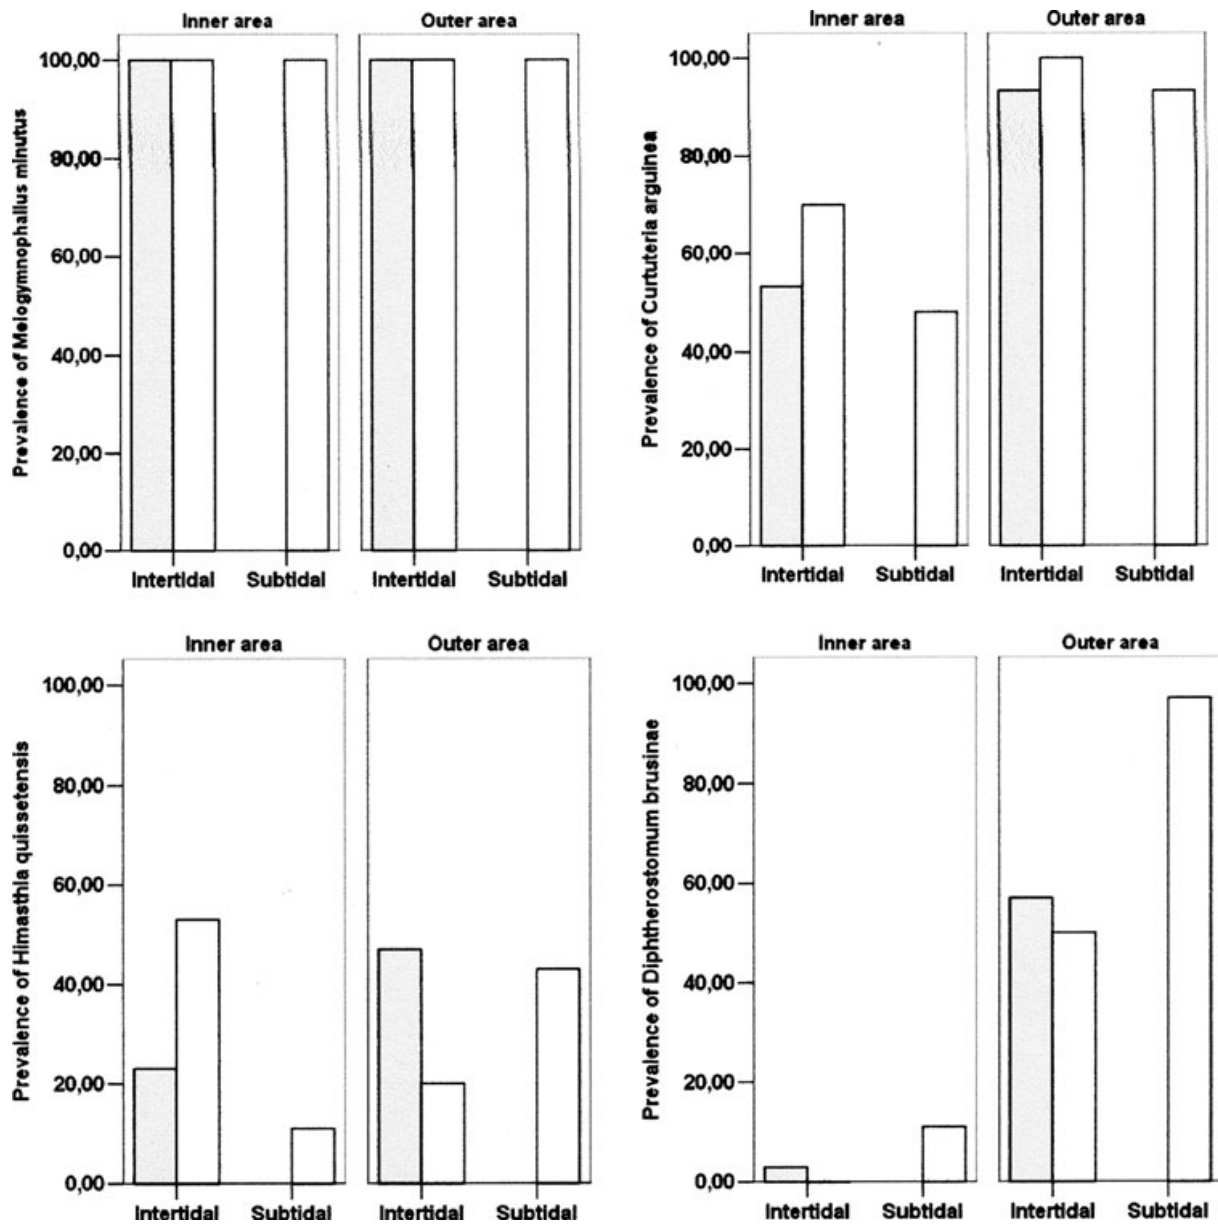 Inner area
Outer area
Prevalence of Meiogymnophallus minutus
100,00
80,00
60,00
40,00
20,00
0,00
Intertidal
Subtidal
Intertidal
Subtidal
Inner area
Outer area
Prevalence of Curtuteria arguinea
100,00
80,00
60,00
40,00
20,00
0,00
Intertidal
Subtidal
Intertidal
Subtidal
Inner area
Outer area
Prevalence of Himasthla quissetensis
100,00
80,00
60,00
40,00
20,00
0,00
Intertidal
Subtidal
Intertidal
Subtidal
Inner area
Outer area
Prevalence of Diphtherostomum brusinae
100,00
80,00
60,00
40,00
20,00
0,00
Intertidal
Subtidal
Intertidal
Subtidal